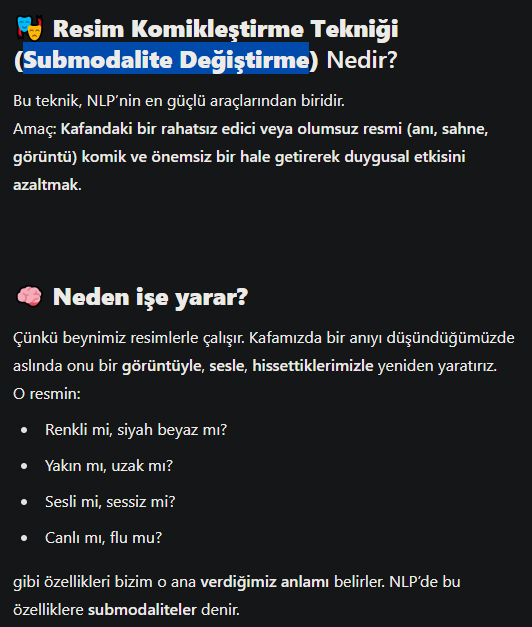 🎭 Resim Komikleştirme Tekniği
(Submodalite Değiştirme) Nedir?
Bu teknik, NLP’nin en güçlü araçlarından biridir.
Amaç: Kafandaki bir rahatsız edici veya olumsuz resmi (anı, sahne,
görüntü) komik ve önemsiz bir hale getirerek duygusal etkisini
azaltmak.
🧠 Neden işe yarar?
Çünkü beynimiz resimlerle çalışır. Kafamızda bir anıyı düşündüğümüzde
aslında onu bir görüntüyle, sesle, hissettiklerimizle yeniden yaratırız.
O resmin:
• Renkli mi, siyah beyaz mı?
• Yakın mı, uzak mı?
• Sesli mi, sessiz mi?
• Canlı mı, flu mu?
gibi özellikleri bizim o ana verdiğimiz anlamı belirler. NLP’de bu
özelliklere submodaliteler denir.